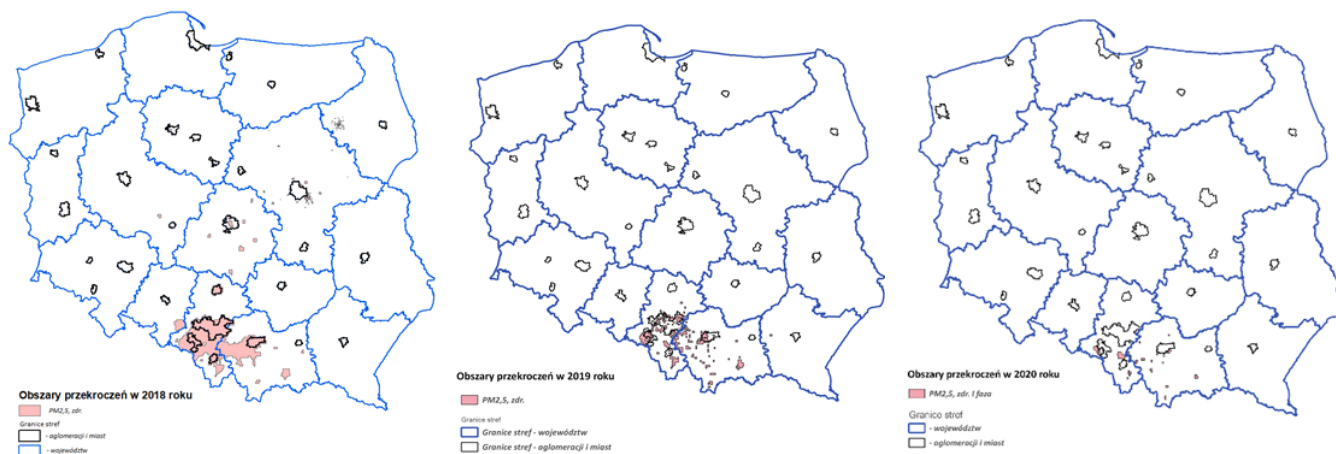 Obszary przekroczeń w 2018 roku
PM2,5, zdr.
Granice stref
- aglomeracji i miast
- województw
Obszary przekroczeń w 2019 roku
PM2,5, zdr.
Granice stref
Granice stref - województw
Granice stref - aglomeracji i miast
Obszary przekroczeń w 2020 roku
PM2,5, zdr. I faza
Granice stref
- województw
- aglomeracji i miast